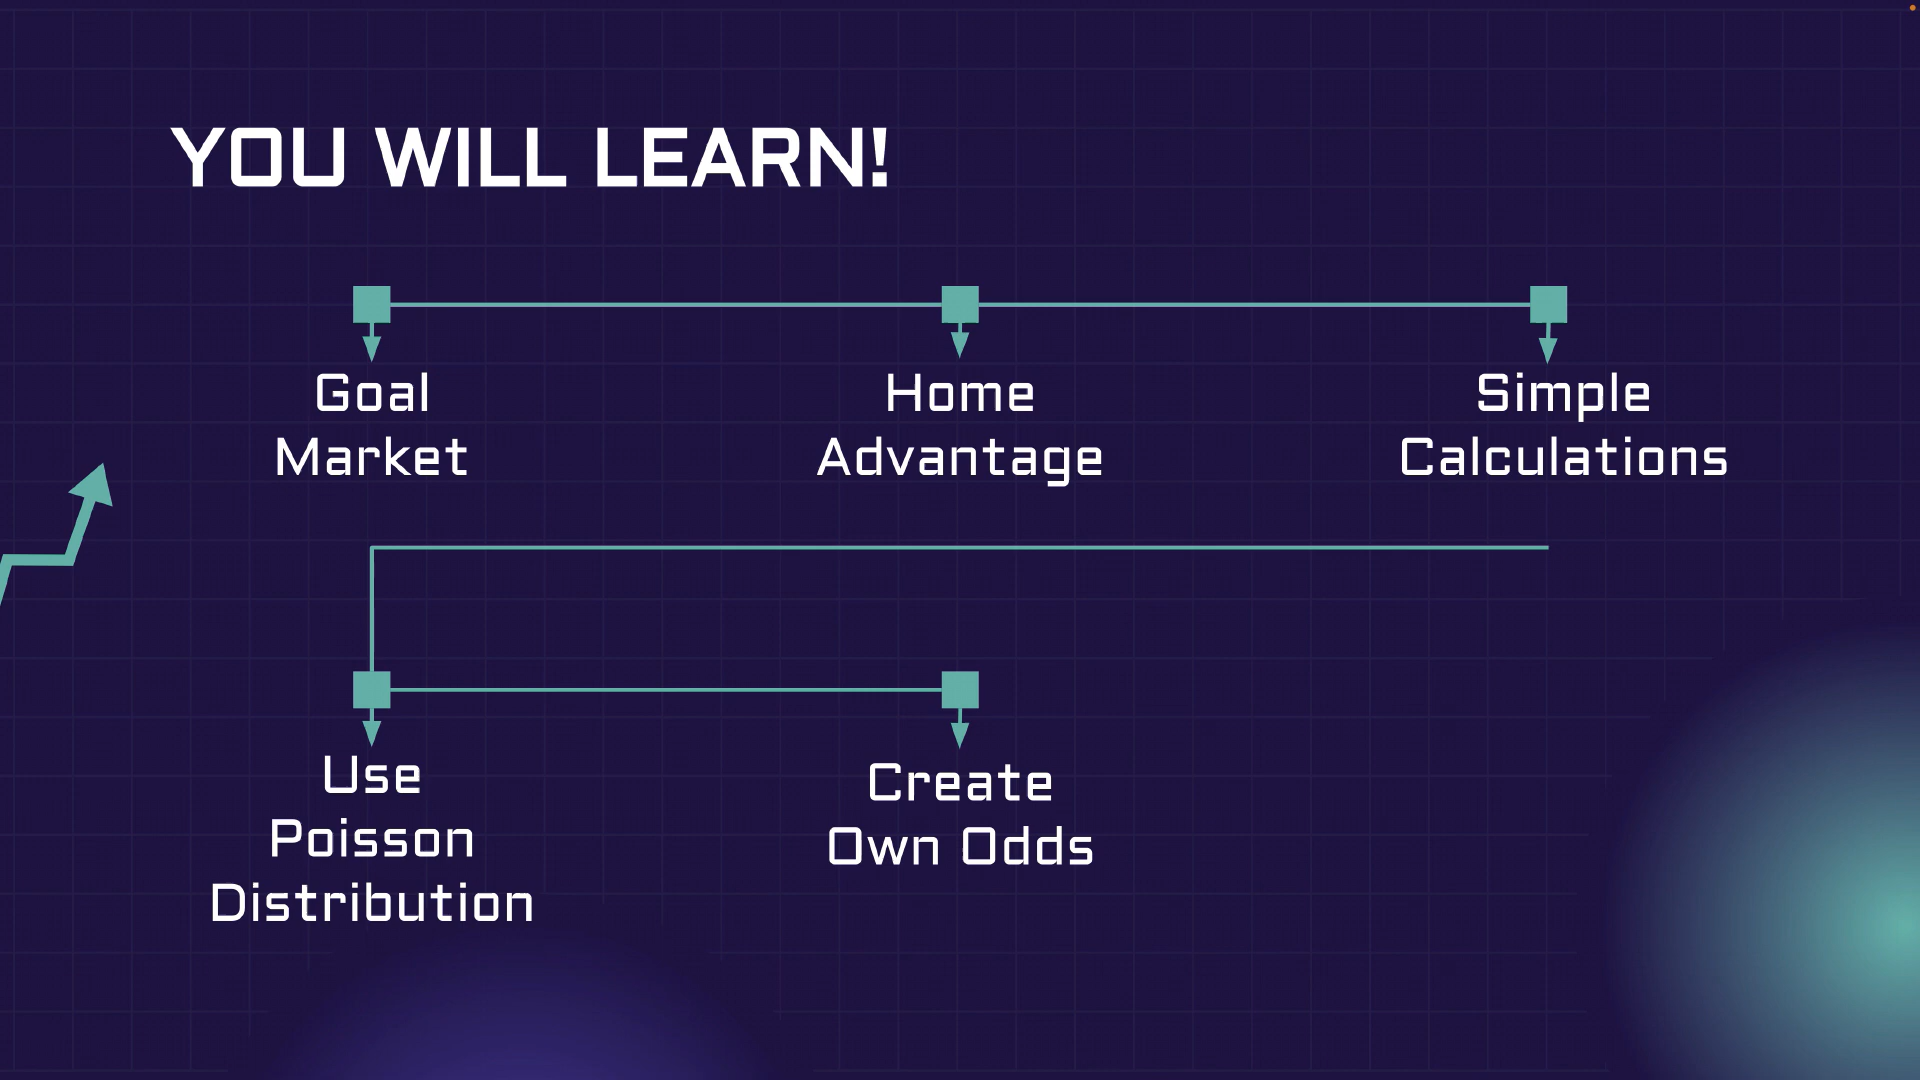 YOU WILL LEARN!
Goal
Market
Home
Advantage
Simple
Calculations
Use
Poisson
Distribution
Create
Own Odds